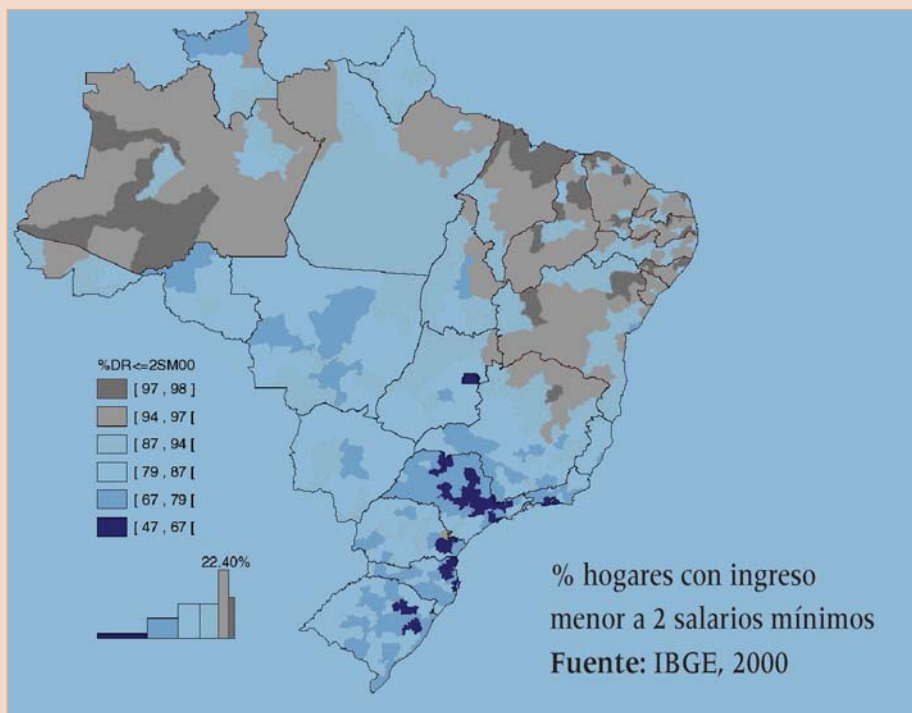 %DR<=2SM00
[ 97 , 98 ]
[ 94 , 97 [
[ 87 , 94 [
[ 79 , 87 [
[ 67 , 79 [
[ 47 , 67 [
22.40%
% hogares con ingreso
menor a 2 salarios mínimos
Fuente: IBGE, 2000